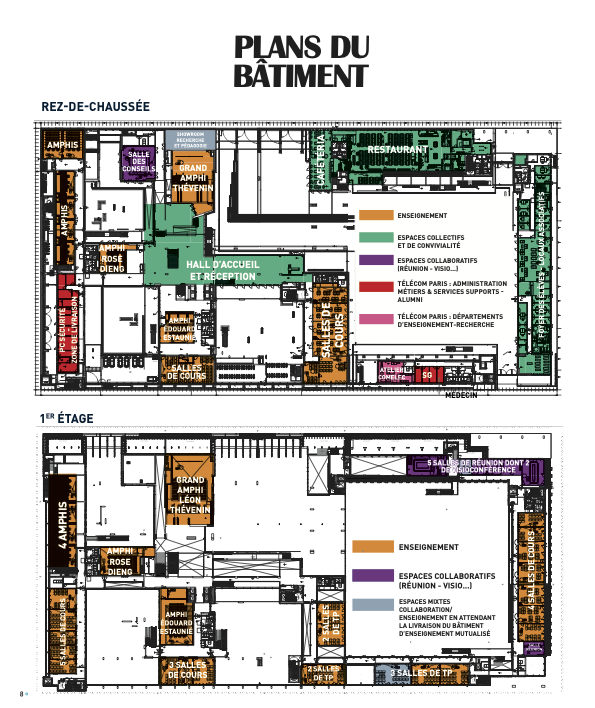 PLANS DU
BÂTIMENT
REZ-DE-CHAUSSÉE
AMPHIS
SALLE
DES
CONSEILS
SHOWROOM
RECHERCHE
ET PÉDAGOGIE
GRAND
AMPHI
THÉVENIN
CAFETERIA
RESTAURANT
AMPHIS
AMPHI
ROSE
DIENG
HALL D'ACCUEIL
ET RÉCEPTION
ENSEIGNEMENT
ESPACES COLLECTIFS
ET DE CONVIVIALITÉ
ESPACES COLLABORATIFS
(RÉUNION - VISIO...)
TÉLÉCOM PARIS : ADMINISTRATION
MÉTIERS & SERVICES SUPPORTS -
ALUMNI
TÉLÉCOM PARIS : DÉPARTEMENTS
D'ENSEIGNEMENT-RECHERCHE
FOYER DES ÉLÈVES - LOCAUX ASSOCIATIFS
PC SÉCURITÉ
ZONE DE LIVRAISON
AMPHI
ÉDOUARD
ESTAUNIÉ
SALLES
DE COURS
SALLES DE
COURS
ATELIER
COMELEC
SG
MÉDECIN
1ER ÉTAGE
4 AMPHIS
GRAND
AMPHI
LÉON
THÉVENIN
5 SALLES DE RÉUNION DONT 2
DE VISIOCONFÉRENCE
AMPHI
ROSE
DIENG
ENSEIGNEMENT
ESPACES COLLABORATIFS
(RÉUNION - VISIO...)
ESPACES MIXTES
COLLABORATION/
ENSEIGNEMENT EN ATTENDANT
LA LIVRAISON DU BÂTIMENT
D'ENSEIGNEMENT MUTUALISÉ
SALLES DE COURS
5 SALLES DE COURS
AMPHI
ÉDOUARD
ESTAUNIÉ
2 SALLES
DE TP
3 SALLES
DE COURS
2 SALLES
DE TP
3 SALLES DE TP
8